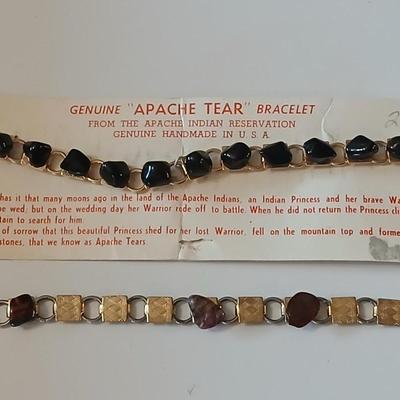 GENUINE "APACHE TEAR" BRACELET
FROM THE APACHE INDIAN RESERVATION
GENUINE HANDMADE IN U.S.A.
has it that many moons ago in the land of the Apache Indians, an Indian Princess and her brave
be wed, but on the wedding day her Warrior rode off to battle. When he did not return the Princess
to search for him.
of sorrow that this beautiful Princess shed for her lost Warrior, fell on the mountain top and
stones, that we know as Apache Tears.